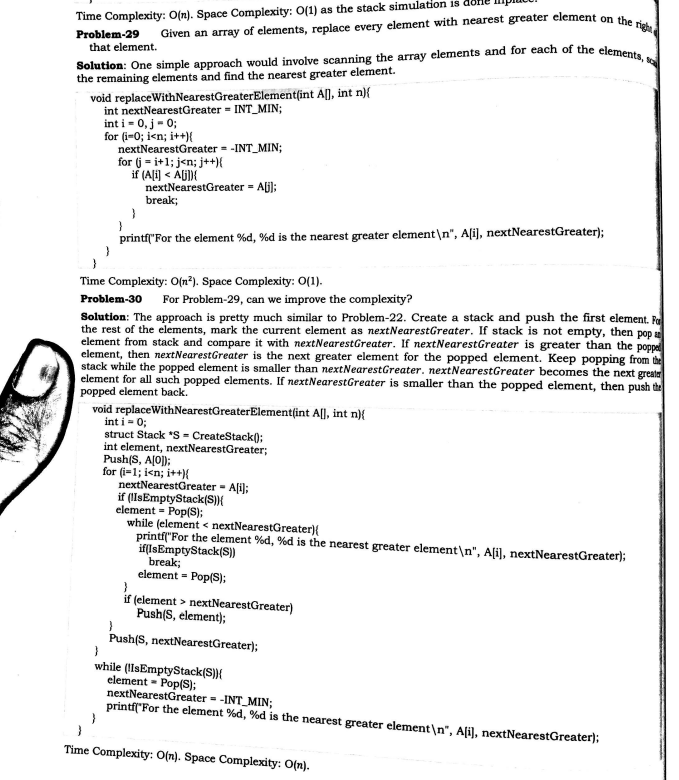 Time Complexity: O(n). Space Complexity: O(1) as the stack simulation is done inplace.
Problem-29 Given an array of elements, replace every element with nearest greater element on the right of
that element.
Solution: One simple approach would involve scanning the array elements and for each of the elements,
the remaining elements and find the nearest greater element.
void replaceWithNearestGreaterElement(int A[], int n){
int nextNearestGreater = INT_MIN;
int i = 0, j = 0;
for (i=0; i<n; i++){
nextNearestGreater = -INT_MIN;
for (j = i+1; j<n; j++){
if (A[i] < A[j]){
nextNearestGreater = A[j];
break;
}
}
printf("For the element %d, %d is the nearest greater element\n", A[i], nextNearestGreater);
}
}
Time Complexity: O(n²). Space Complexity: O(1).
Problem-30 For Problem-29, can we improve the complexity?
Solution: The approach is pretty much similar to Problem-22. Create a stack and push the first element. For
the rest of the elements, mark the current element as nextNearestGreater. If stack is not empty, then pop an
element from stack and compare it with nextNearestGreater. If nextNearestGreater is greater than the popped
element, then nextNearestGreater is the next greater element for the popped element. Keep popping from the
stack while the popped element is smaller than nextNearestGreater. nextNearestGreater becomes the next greater
element for all such popped elements. If nextNearestGreater is smaller than the popped element, then push the
popped element back.
void replaceWithNearestGreaterElement(int A[], int n){
int i = 0;
struct Stack *S = CreateStack();
int element, nextNearestGreater;
Push(S, A[0]);
for (i=1; i<n; i++){
nextNearestGreater = A[i];
if (!IsEmptyStack(S)){
element = Pop(S);
while (element < nextNearestGreater){
printf("For the element %d, %d is the nearest greater element\n", A[i], nextNearestGreater);
if(IsEmptyStack(S))
break;
element = Pop(S);
}
if (element > nextNearestGreater)
Push(S, element);
}
Push(S, nextNearestGreater);
}
while (!IsEmptyStack(S)){
element = Pop(S);
nextNearestGreater = -INT_MIN;
printf("For the element %d, %d is the nearest greater element\n", A[i], nextNearestGreater);
}
}
Time Complexity: O(n). Space Complexity: O(n).